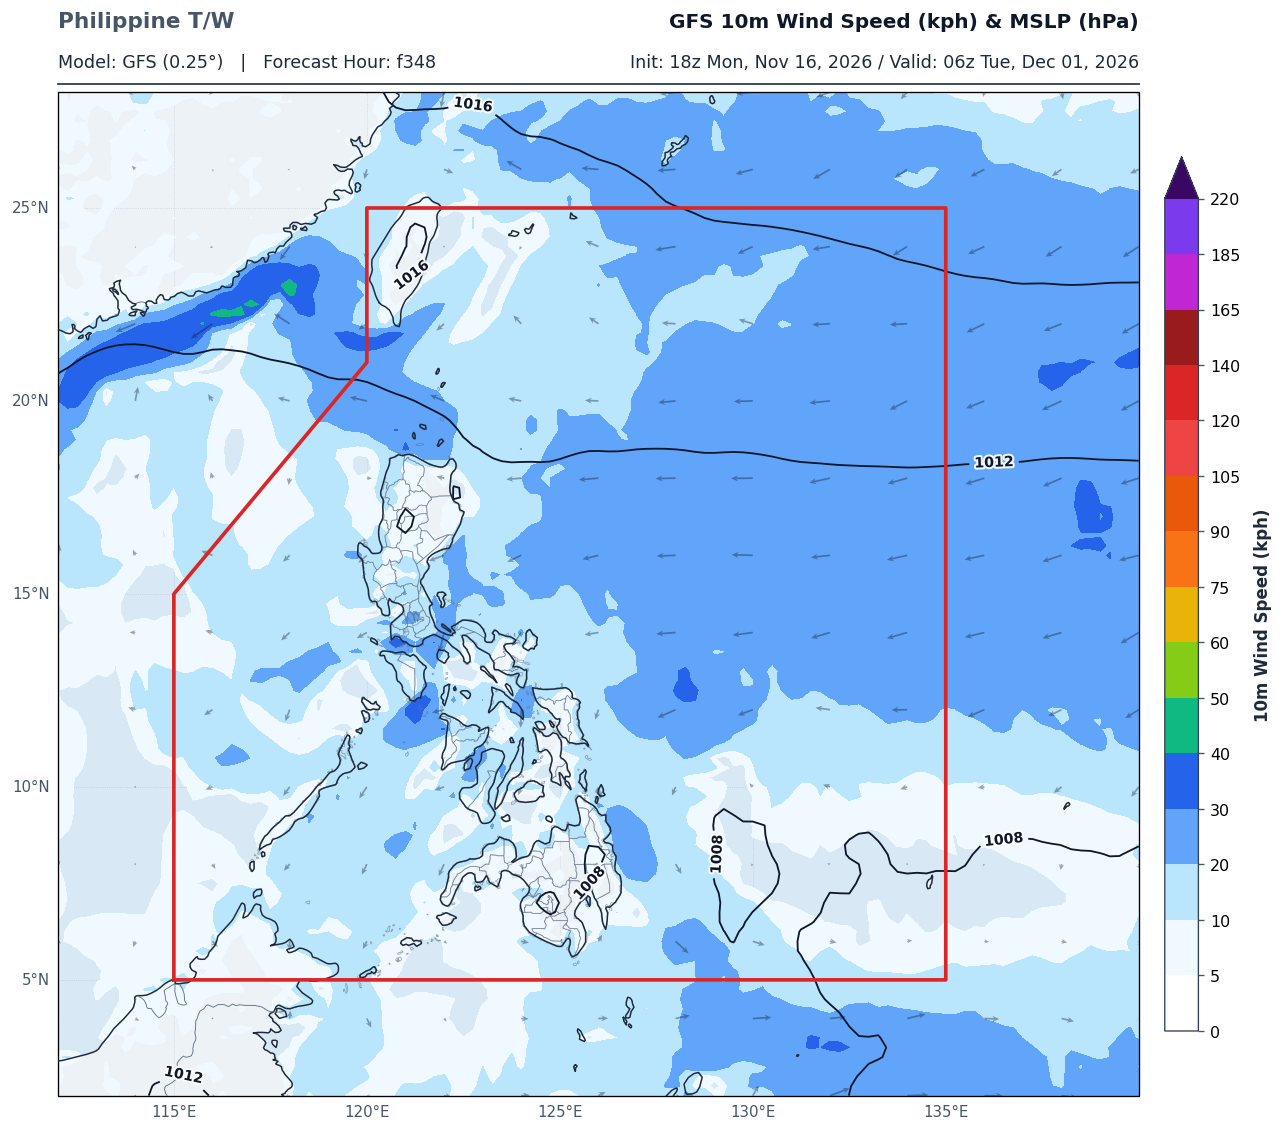 Philippine T/W
GFS 10m Wind Speed (kph) & MSLP (hPa)
Model: GFS (0.25°) | Forecast Hour: f348
Init: 18z Mon, Nov 16, 2026 / Valid: 06z Tue, Dec 01, 2026
1016
1016
1012
1008
1008
1008
1012
25°N
20°N
15°N
10°N
5°N
115°E
120°E
125°E
130°E
135°E
220
185
165
140
120
105
90
75
60
50
40
30
20
10
5
0
10m Wind Speed (kph)